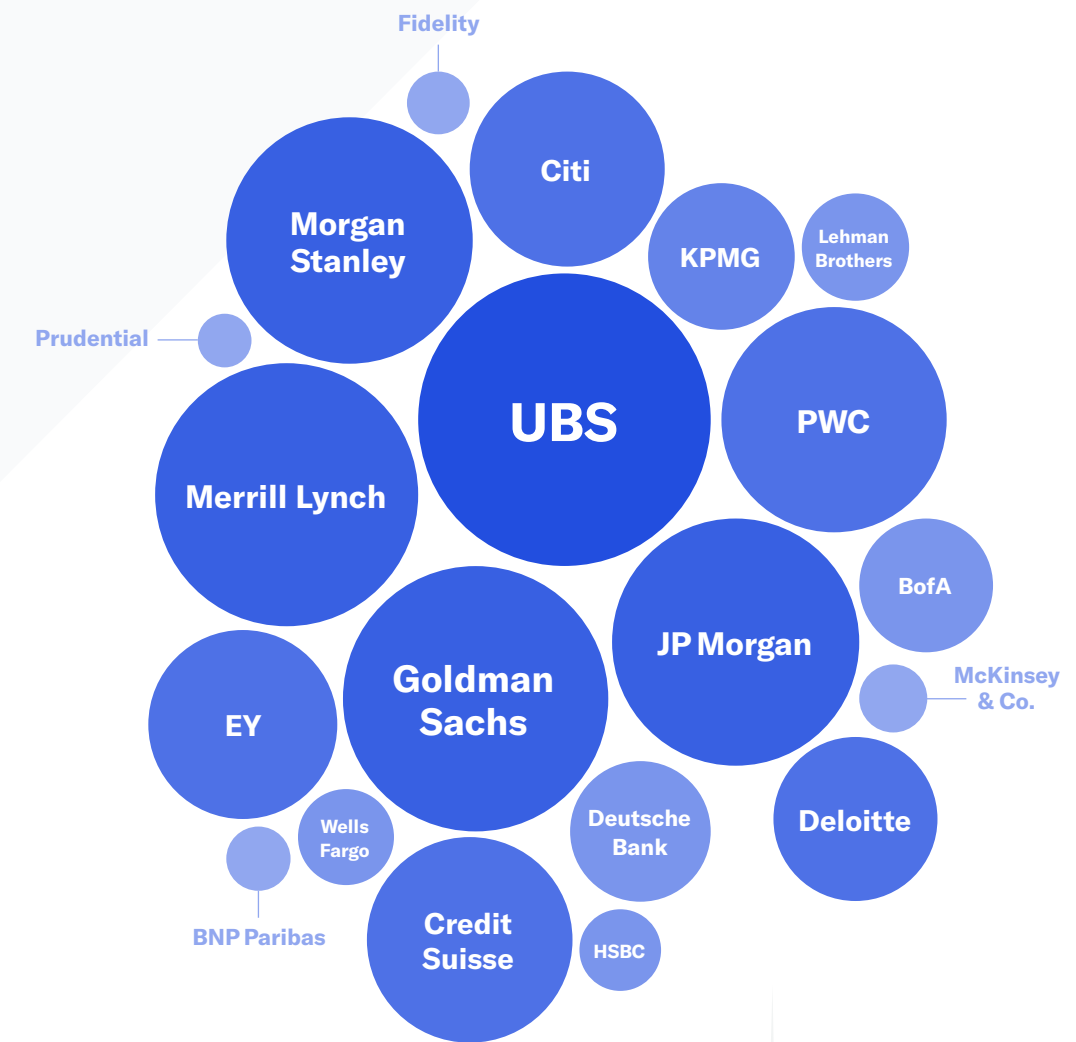 Fidelity
Citi
Morgan
Stanley
KPMG
Lehman
Brothers
Prudential
UBS
PWC
Merrill Lynch
BofA
JP Morgan
Goldman
Sachs
McKinsey
& Co.
EY
Deloitte
Deutsche
Bank
Wells
Fargo
BNP Paribas
Credit
Suisse
HSBC